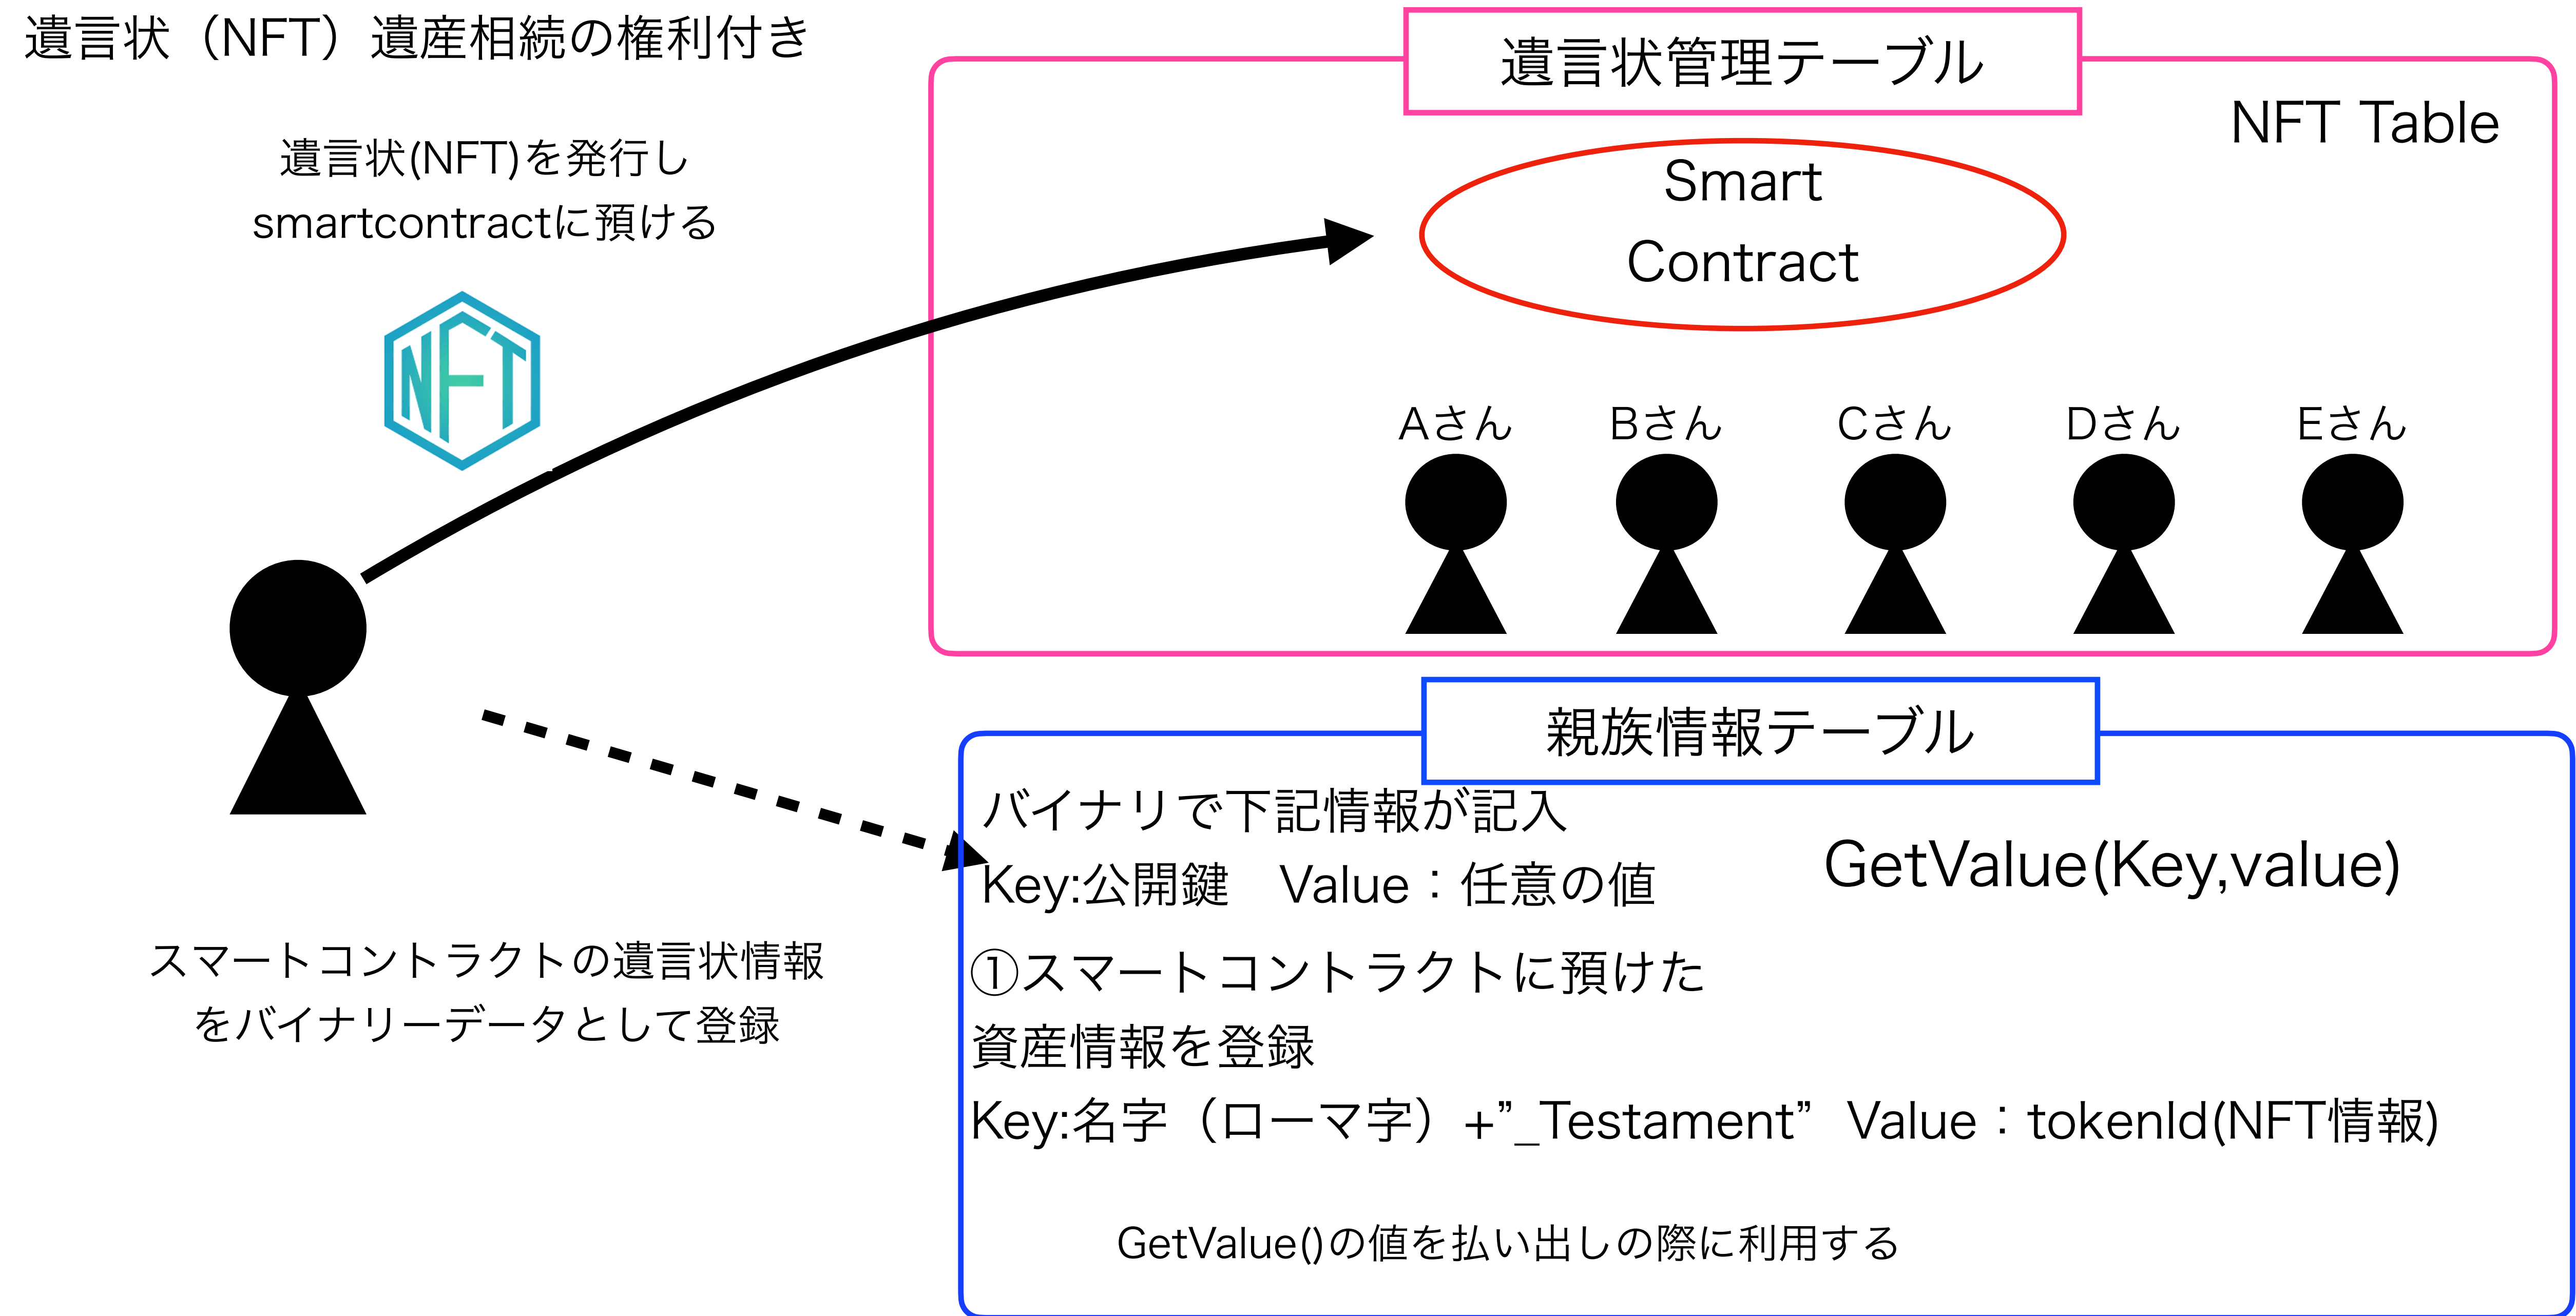 遺言状（NFT）遺産相続の権利付き
遺言状(NFT)を発行し
smartcontractに預ける
NFT
遺言状管理テーブル
NFT Table
Smart
Contract
Aさん Bさん Cさん Dさん Eさん
スマートコントラクトの遺言状情報
をバイナリーデータとして登録
親族情報テーブル
バイナリで下記情報が記入
Key:公開鍵　Value：任意の値
GetValue(Key,value)
①スマートコントラクトに預けた
資産情報を登録
Key:名字（ローマ字）+”_Testament” Value：tokenId(NFT情報)
GetValue()の値を払い出しの際に利用する